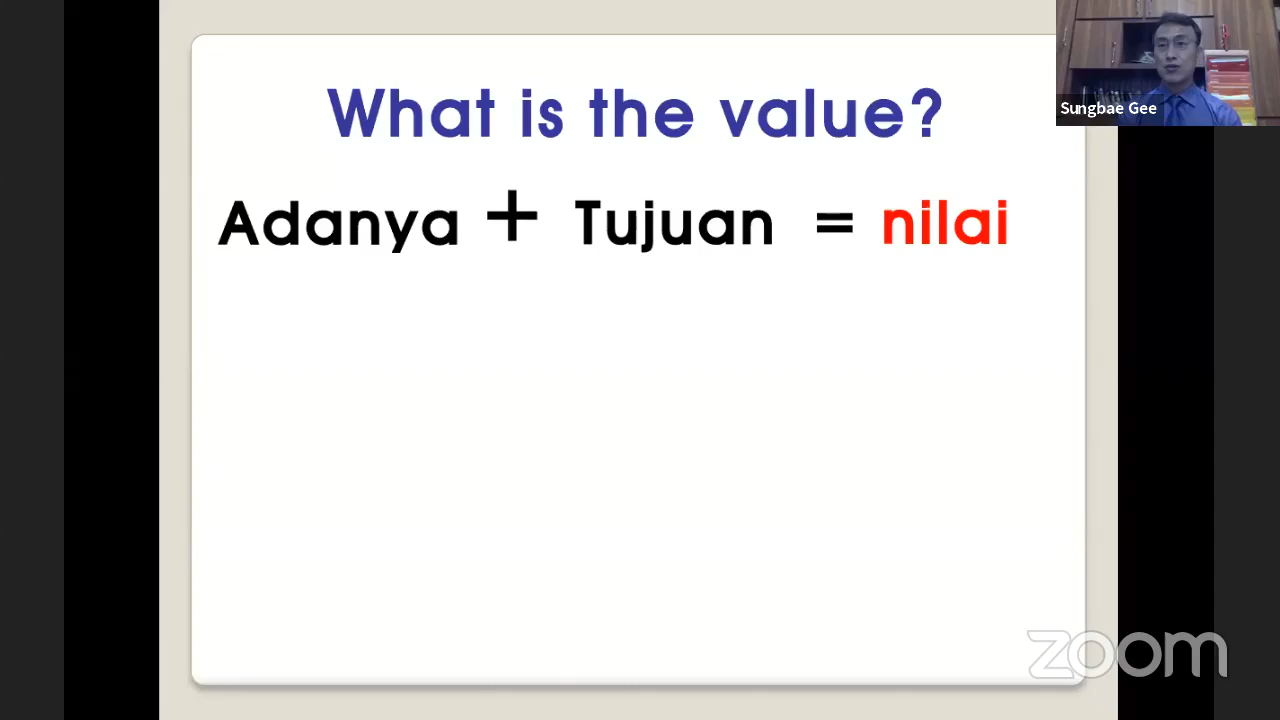 What is the value?
Adanya + Tujuan = nilai
Sungbae Gee
zoom